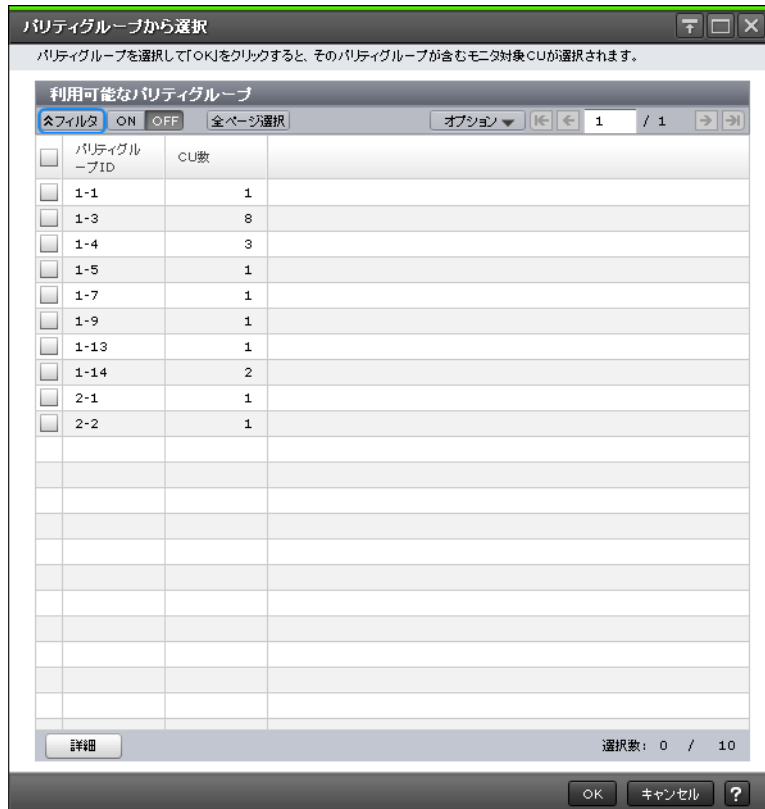 パリティグループから選択
パリティグループを選択して「OK」をクリックすると、そのパリティグループが含むモニタ対象CUが選択されます。
利用可能なパリティグループ
フィルタ ON OFF 全ページ選択 オプション 1 / 1
パリティグル
ープID
CU数
1-1 1
1-3 8
1-4 3
1-5 1
1-7 1
1-9 1
1-13 1
1-14 2
2-1 1
2-2 1
詳細 選択数: 0 / 10
OK キャンセル ?